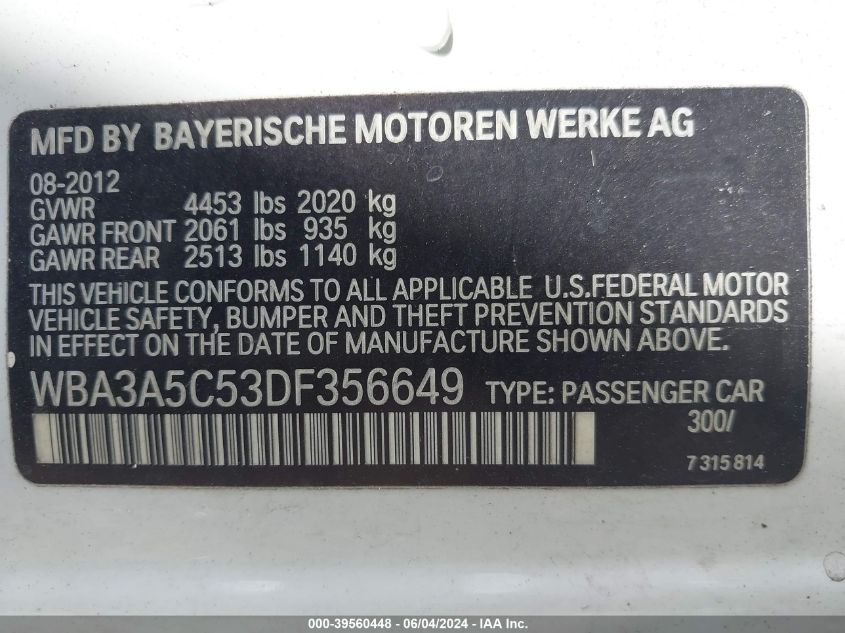 MFD BY BAYERISCHE MOTOREN WERKE AG
08-2012
GVWR 4453 lbs 2020 kg
GAWR FRONT 2061 lbs 935 kg
GAWR REAR 2513 lbs 1140 kg
THIS VEHICLE CONFORMS TO ALL APPLICABLE U.S.FEDERAL MOTOR
VEHICLE SAFETY, BUMPER AND THEFT PREVENTION STANDARDS
IN EFFECT ON THE DATE OF MANUFACTURE SHOWN ABOVE.
WBA3A5C53DF356649 TYPE: PASSENGER CAR
300/
7 315 814
000-39560448 - 06/04/2024 - IAA Inc.